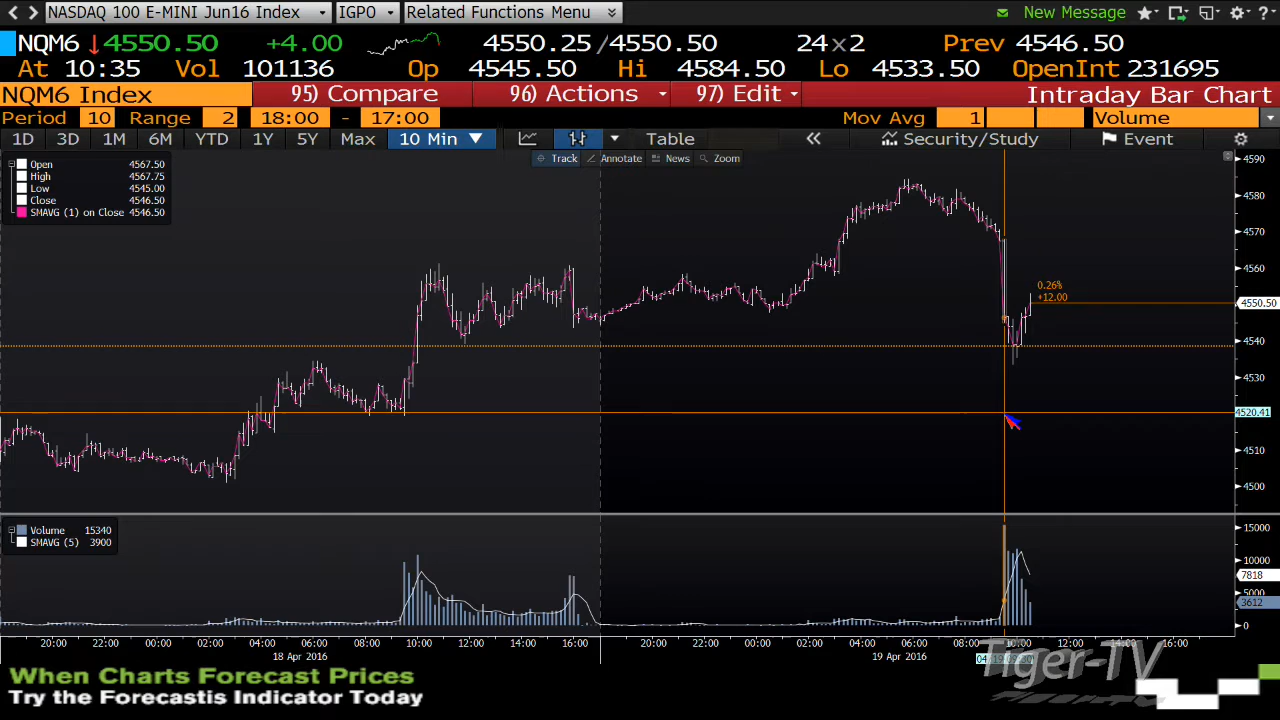 NASDAQ 100 E-MINI Jun16 Index IGPO Related Functions Menu New Message
NQM6 4550.50 +4.00 4550.25 /4550.50 24×2 Prev 4546.50
At 10:35 Vol 101136 Op 4545.50 Hi 4584.50 Lo 4533.50 OpenInt 231695
NQM6 Index 95) Compare 96) Actions 97) Edit Intraday Bar Chart
Period 10 Range 2 18:00 - 17:00 Mov Avg 1 Volume
1D 3D 1M 6M YTD 1Y 5Y Max 10 Min Table Security/Study Event
Track Annotate News Zoom
Open 4567.50
High 4567.75
Low 4545.00
Close 4546.50
SMAVG (1) on Close 4546.50
4590
4580
4570
4560
0.26%
+12.00
4550.50
4540
4530
4520.41
4510
4500
Volume 15340
SMAVG (5) 3900
15000
10000
7818
5000
3612
0
20:00 22:00 00:00 02:00 04:00 06:00 08:00 10:00 12:00 14:00 16:00 20:00 22:00 00:00 02:00 04:00 06:00 08:00 10:00 12:00 14:00 16:00
18 Apr 2016 19 Apr 2016
Tiger-TV
When Charts Forecast Prices
Try the Forecastis Indicator Today